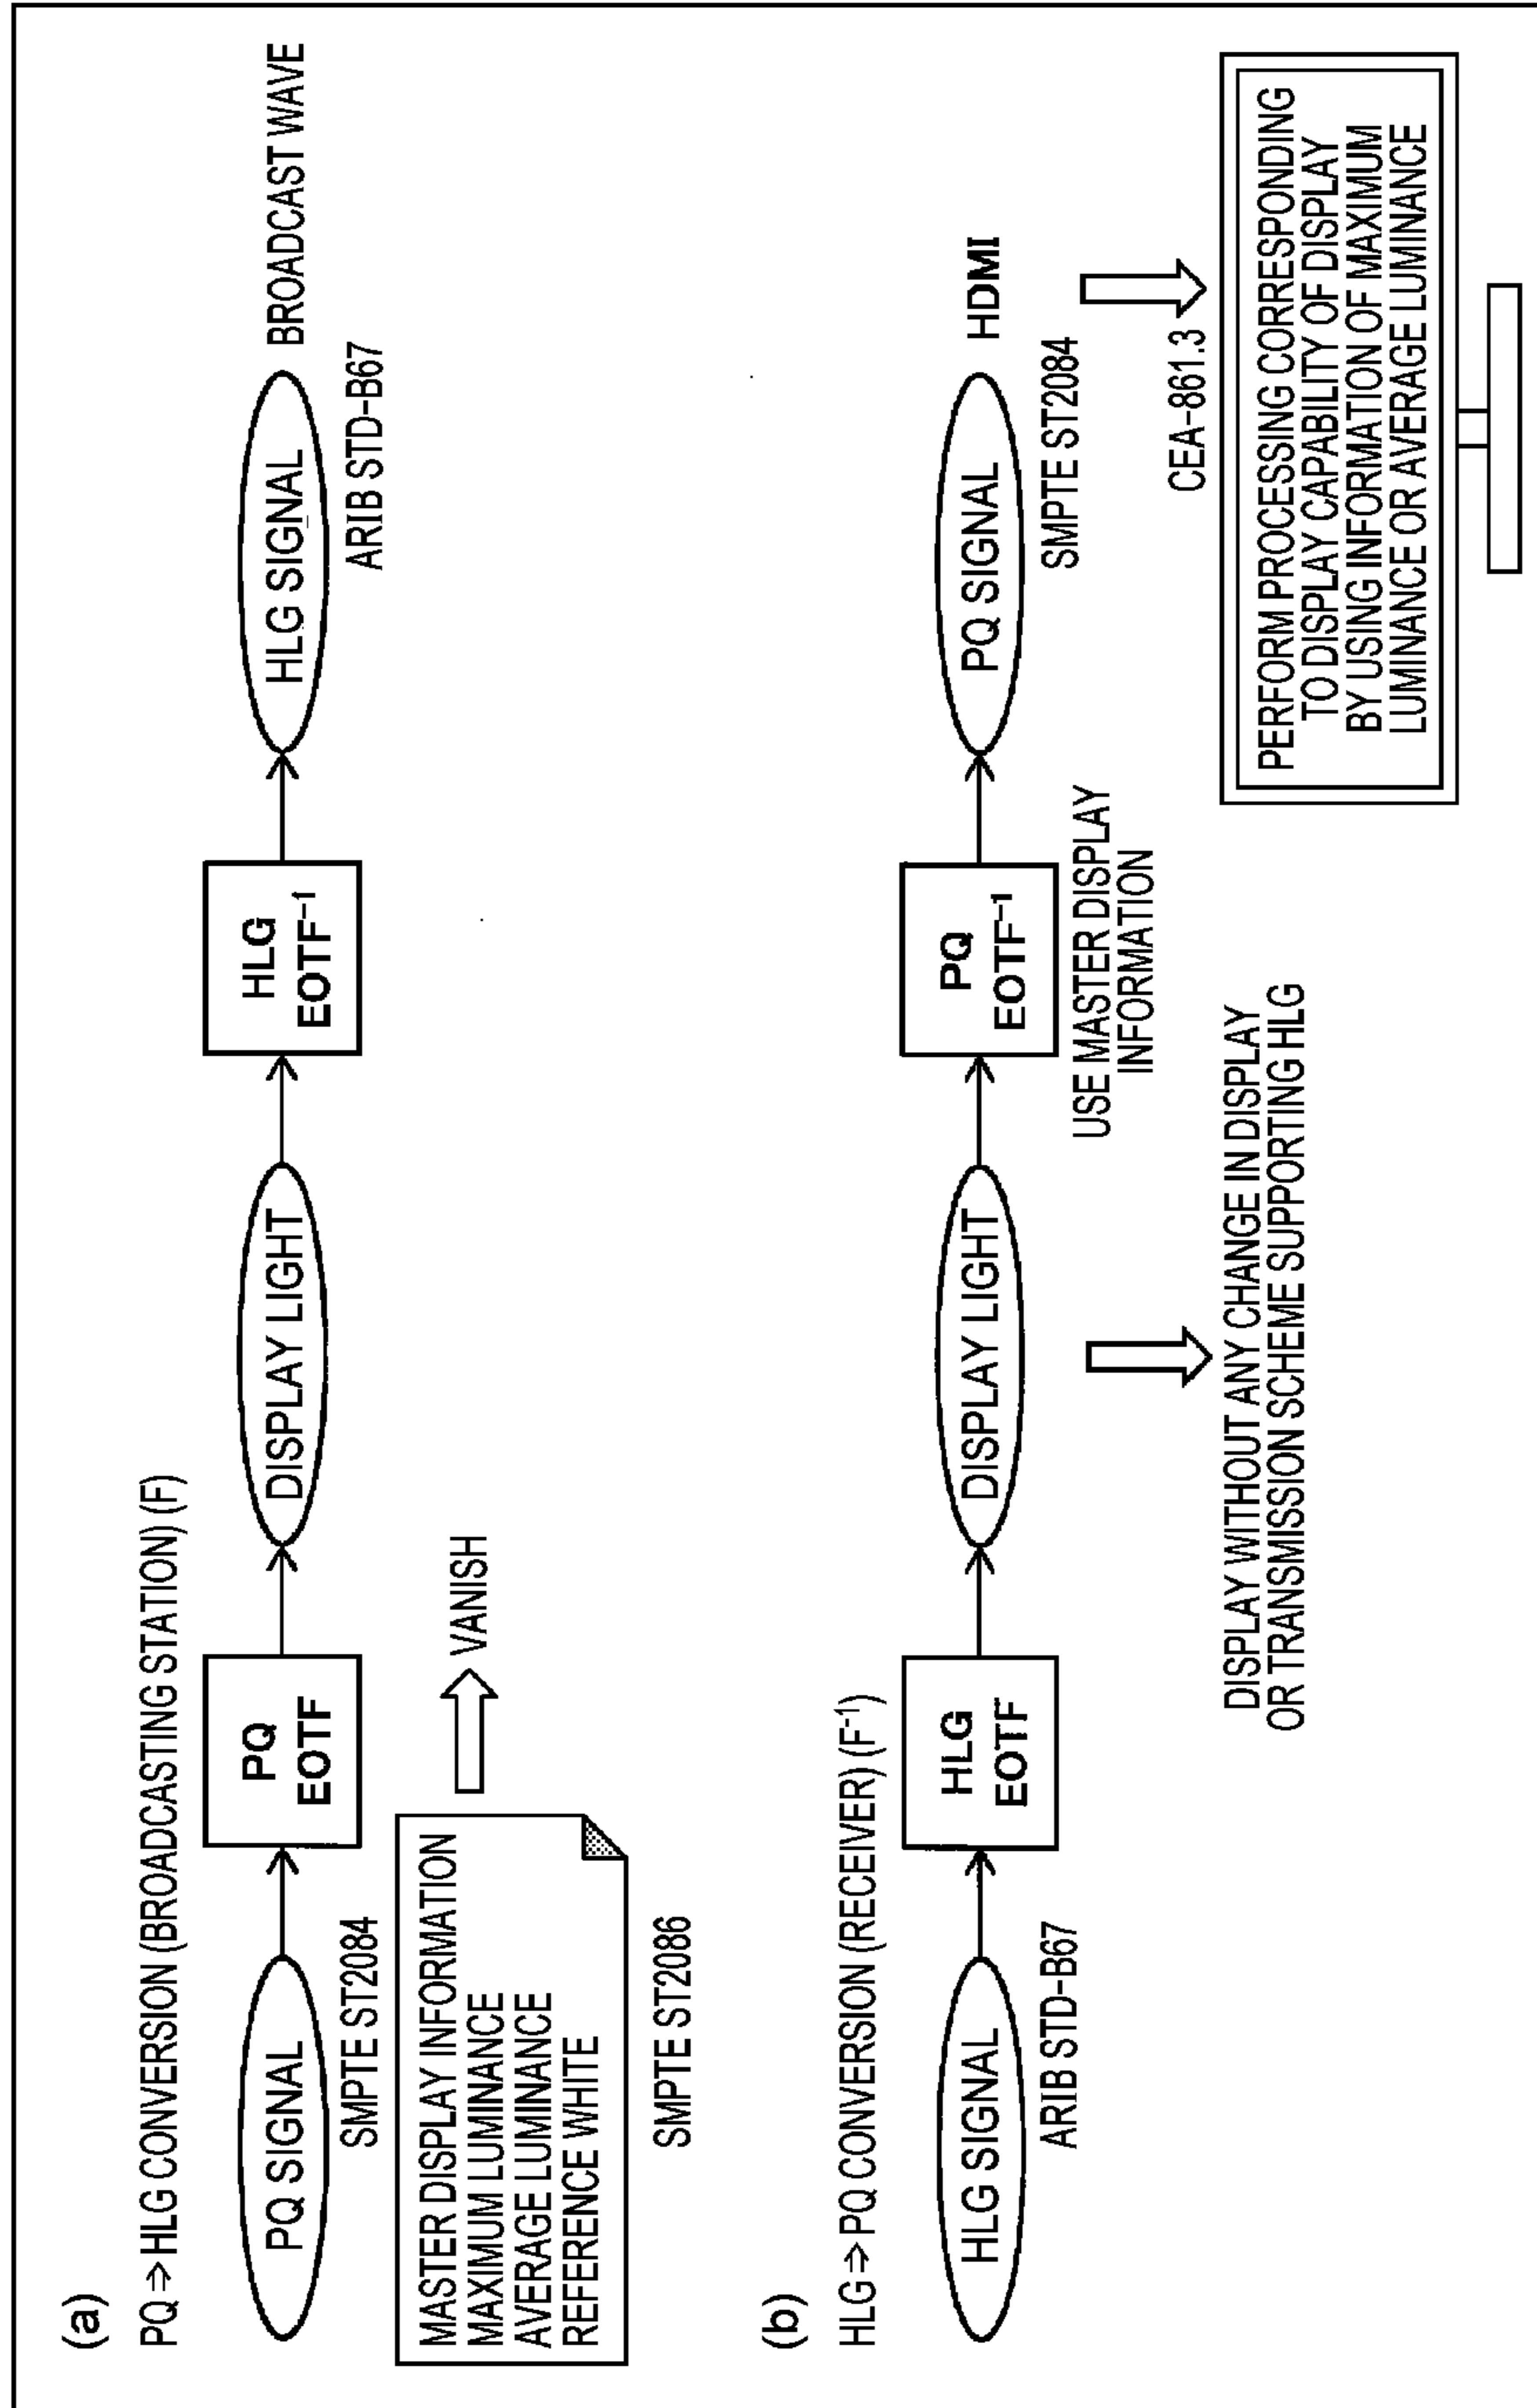 (a)
PQ ⇒ HLG CONVERSION (BROADCASTING STATION) (F)
PQ SIGNAL
SMPTE ST2084
PQ
EOTF
DISPLAY LIGHT
HLG
EOTF⁻¹
HLG SIGNAL
ARIB STD-B67
BROADCAST WAVE
MASTER DISPLAY INFORMATION
MAXIMUM LUMINANCE
AVERAGE LUMINANCE
REFERENCE WHITE
VANISH
SMPTE ST2086
(b)
HLG ⇒ PQ CONVERSION (RECEIVER) (F⁻¹)
HLG SIGNAL
ARIB STD-B67
HLG
EOTF
DISPLAY LIGHT
DISPLAY WITHOUT ANY CHANGE IN DISPLAY
OR TRANSMISSION SCHEME SUPPORTING HLG
PQ
EOTF⁻¹
USE MASTER DISPLAY
INFORMATION
PQ SIGNAL
SMPTE ST2084
HDMI
CEA-861.3
PERFORM PROCESSING CORRESPONDING
TO DISPLAY CAPABILITY OF DISPLAY
BY USING INFORMATION OF MAXIMUM
LUMINANCE OR AVERAGE LUMINANCE